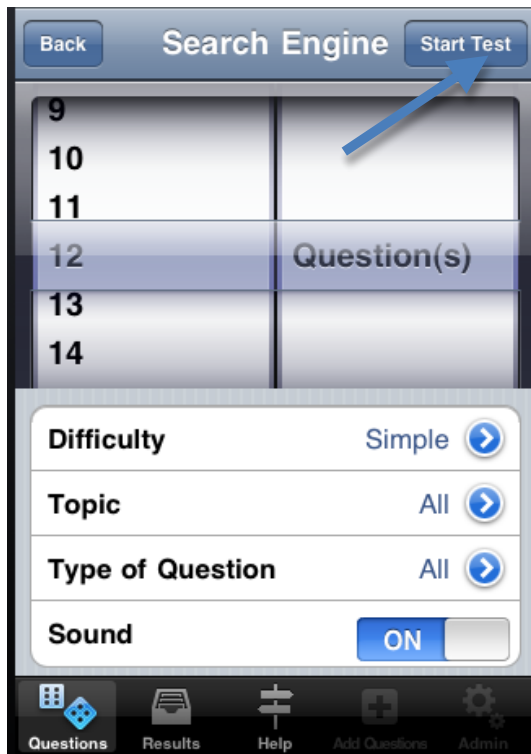 Back Search Engine Start Test
9
10
11
12 Question(s)
13
14
Difficulty Simple
Topic All
Type of Question All
Sound ON
Questions Results Help Add Questions Admin